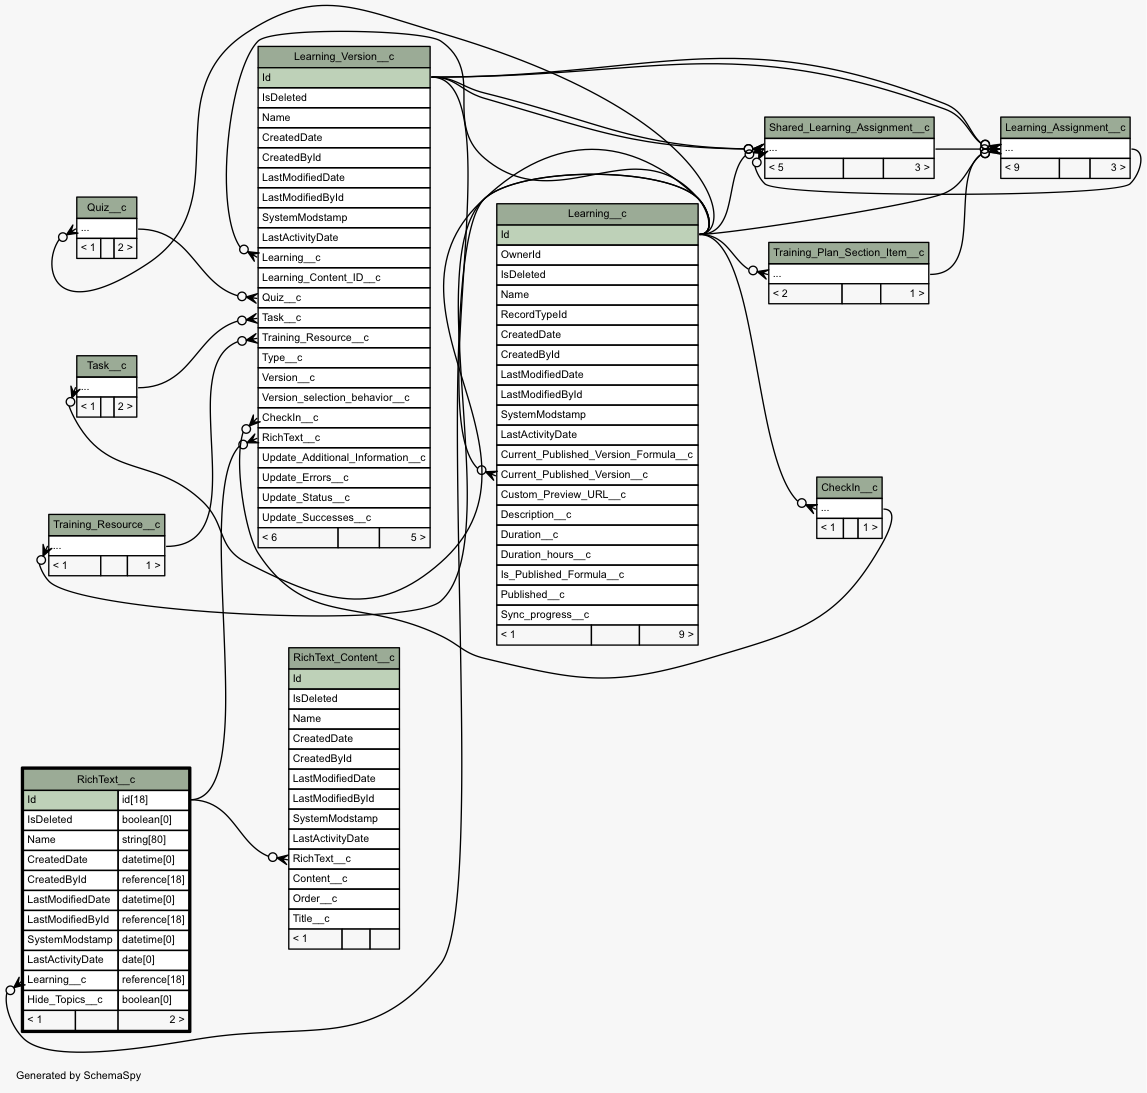 Learning_Version__c
Id
IsDeleted
Name
CreatedDate
CreatedById
LastModifiedDate
LastModifiedById
SystemModstamp
LastActivityDate
Learning__c
Learning_Content_ID__c
Quiz__c
Task__c
Training_Resource__c
Type__c
Version__c
Version_selection_behavior__c
CheckIn__c
RichText__c
Update_Additional_Information__c
Update_Errors__c
Update_Status__c
Update_Successes__c
< 6 5 >
Shared_Learning_Assignment__c
...
< 5 3 >
Learning_Assignment__c
...
< 9 3 >
Quiz__c
...
< 1 2 >
Learning__c
Id
OwnerId
IsDeleted
Name
RecordTypeId
CreatedDate
CreatedById
LastModifiedDate
LastModifiedById
SystemModstamp
LastActivityDate
Current_Published_Version_Formula__c
Current_Published_Version__c
Custom_Preview_URL__c
Description__c
Duration__c
Duration_hours__c
Is_Published_Formula__c
Published__c
Sync_progress__c
< 1 9 >
Training_Plan_Section_Item__c
...
< 2 1 >
Task__c
...
< 1 2 >
CheckIn__c
...
< 1 1 >
Training_Resource__c
...
< 1 1 >
RichText_Content__c
Id
IsDeleted
Name
CreatedDate
CreatedById
LastModifiedDate
LastModifiedById
SystemModstamp
LastActivityDate
RichText__c
Content__c
Order__c
Title__c
< 1
RichText__c
Id id[18]
IsDeleted boolean[0]
Name string[80]
CreatedDate datetime[0]
CreatedById reference[18]
LastModifiedDate datetime[0]
LastModifiedById reference[18]
SystemModstamp datetime[0]
LastActivityDate date[0]
Learning__c reference[18]
Hide_Topics__c boolean[0]
< 1 2 >
Generated by SchemaSpy